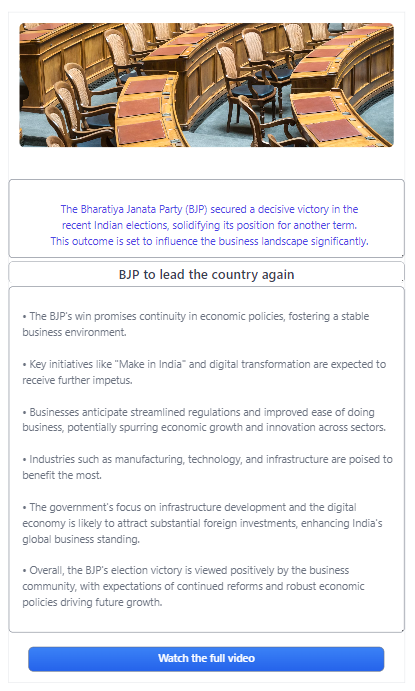 The Bharatiya Janata Party (BJP) secured a decisive victory in the
recent Indian elections, solidifying its position for another term.
This outcome is set to influence the business landscape significantly.
BJP to lead the country again
• The BJP's win promises continuity in economic policies, fostering a stable
business environment.
• Key initiatives like "Make in India" and digital transformation are expected to
receive further impetus.
• Businesses anticipate streamlined regulations and improved ease of doing
business, potentially spurring economic growth and innovation across sectors.
• Industries such as manufacturing, technology, and infrastructure are poised to
benefit the most.
• The government's focus on infrastructure development and the digital
economy is likely to attract substantial foreign investments, enhancing India's
global business standing.
• Overall, the BJP's election victory is viewed positively by the business
community, with expectations of continued reforms and robust economic
policies driving future growth.
Watch the full video